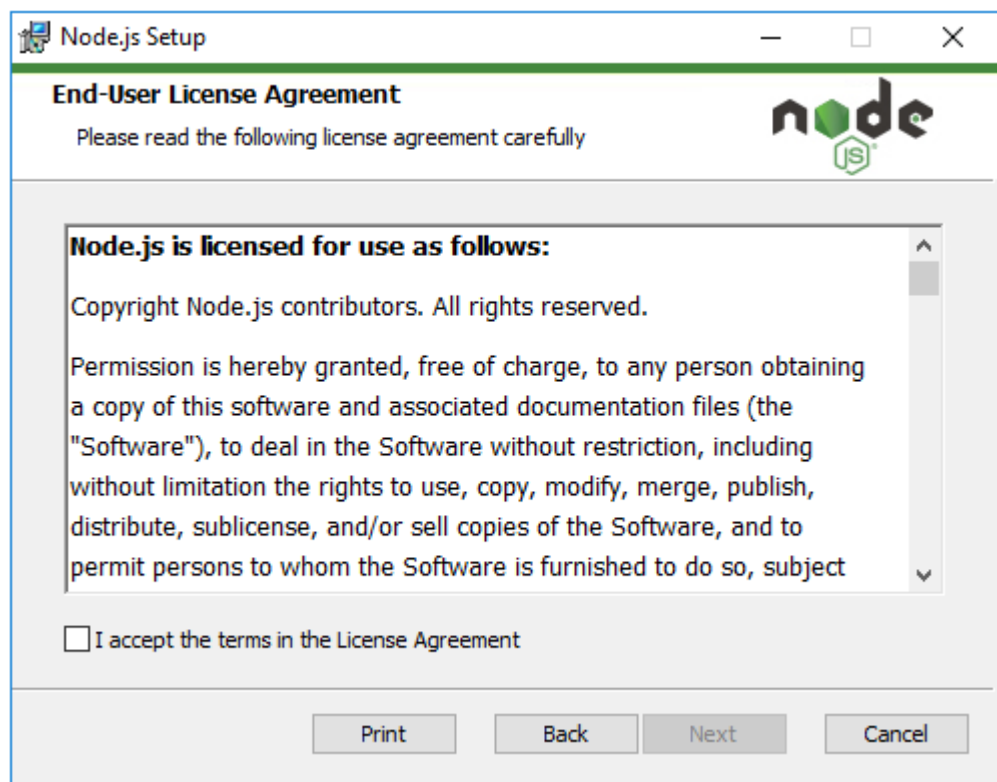 Node.js Setup
End-User License Agreement
Please read the following license agreement carefully
node
JS®
Node.js is licensed for use as follows:
Copyright Node.js contributors. All rights reserved.
Permission is hereby granted, free of charge, to any person obtaining
a copy of this software and associated documentation files (the
"Software"), to deal in the Software without restriction, including
without limitation the rights to use, copy, modify, merge, publish,
distribute, sublicense, and/or sell copies of the Software, and to
permit persons to whom the Software is furnished to do so, subject
I accept the terms in the License Agreement
Print Back Next Cancel